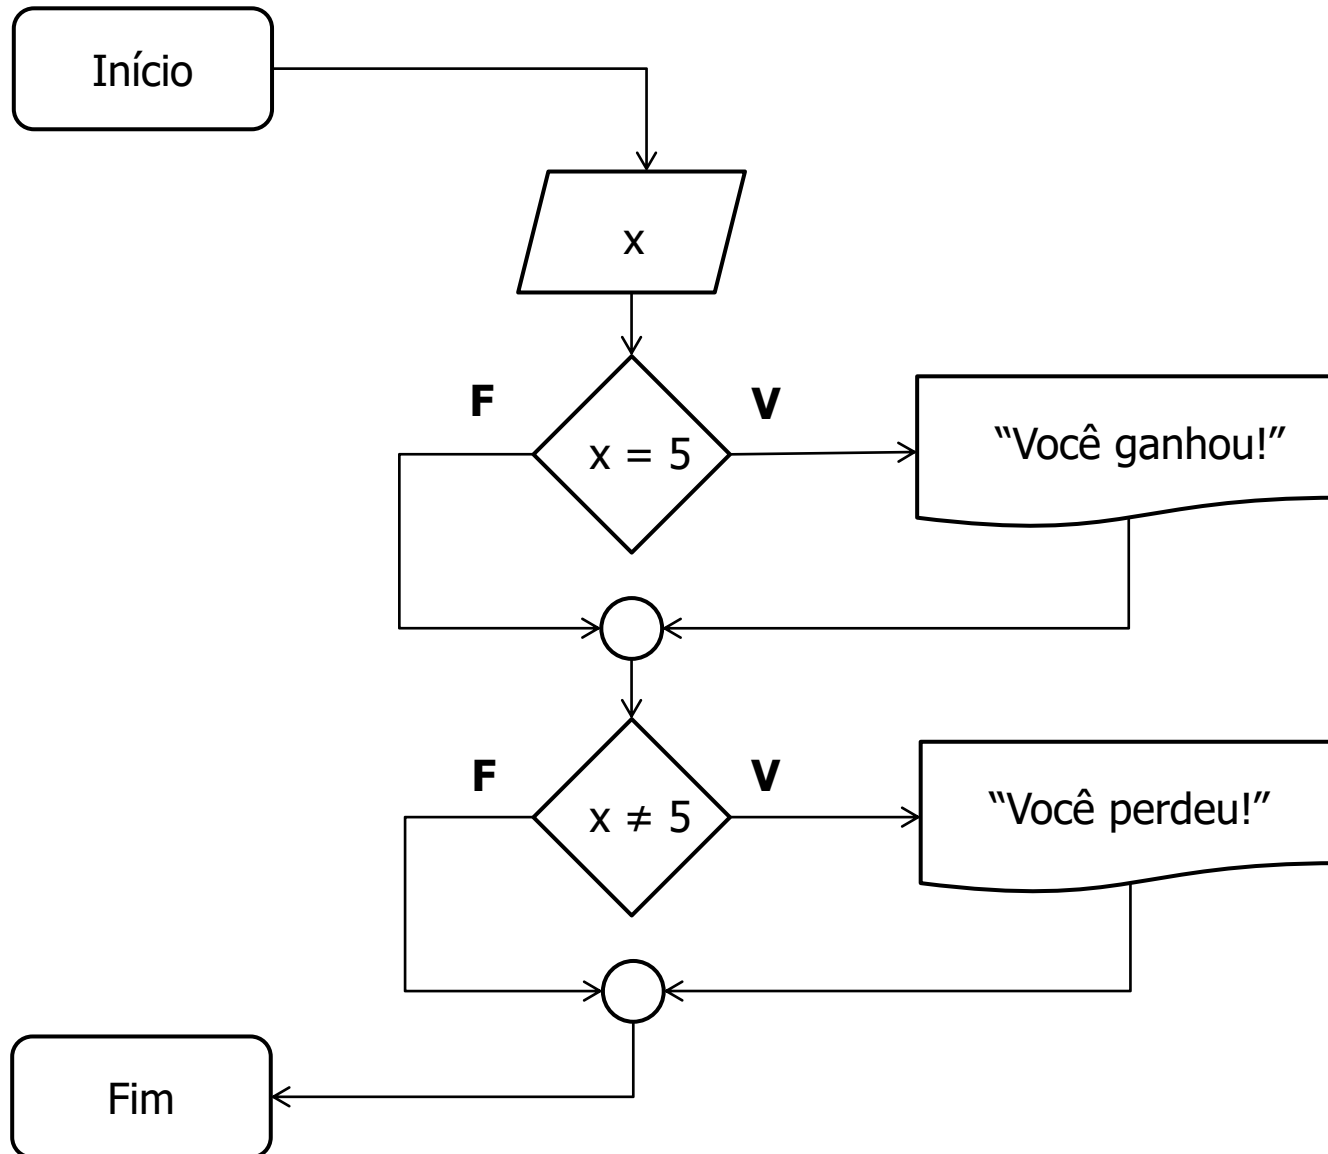 Início
x
F
V
x = 5
“Você ganhou!”
F
V
x ≠ 5
“Você perdeu!”
Fim